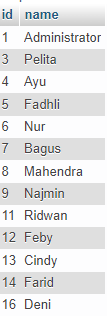 id name
1 Administrator
3 Pelita
4 Ayu
5 Fadhli
6 Nur
7 Bagus
8 Mahendra
9 Najmin
11 Ridwan
12 Feby
13 Cindy
14 Farid
16 Deni